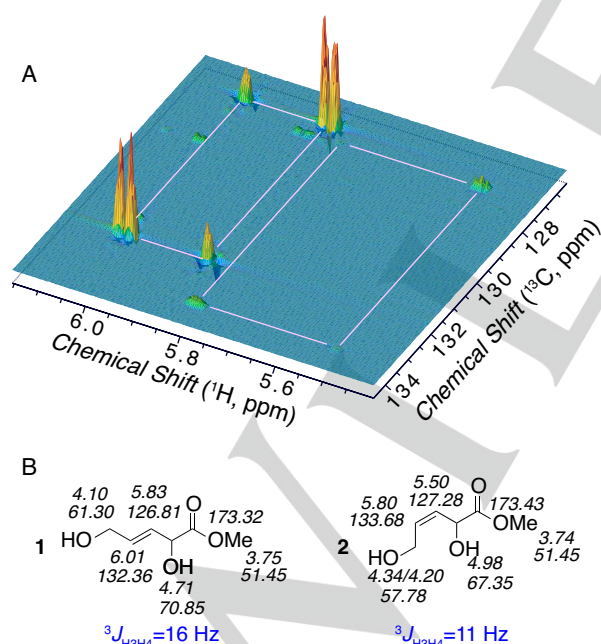 A
6.0
5.8
5.6
Chemical Shift (¹H, ppm)
134
132
130
128
Chemical Shift (¹³C, ppm)
B
4.10
61.30
5.83
126.81
O
173.32
1
HO
OMe
6.01
132.36
OH
3.75
51.45
4.71
70.85
³J_H3H4=16 Hz
5.50
127.28
5.80
133.68
O
173.43
2
OMe
HO
OH
3.74
51.45
4.34/4.20
57.78
4.98
67.35
³J_H3H4=11 Hz